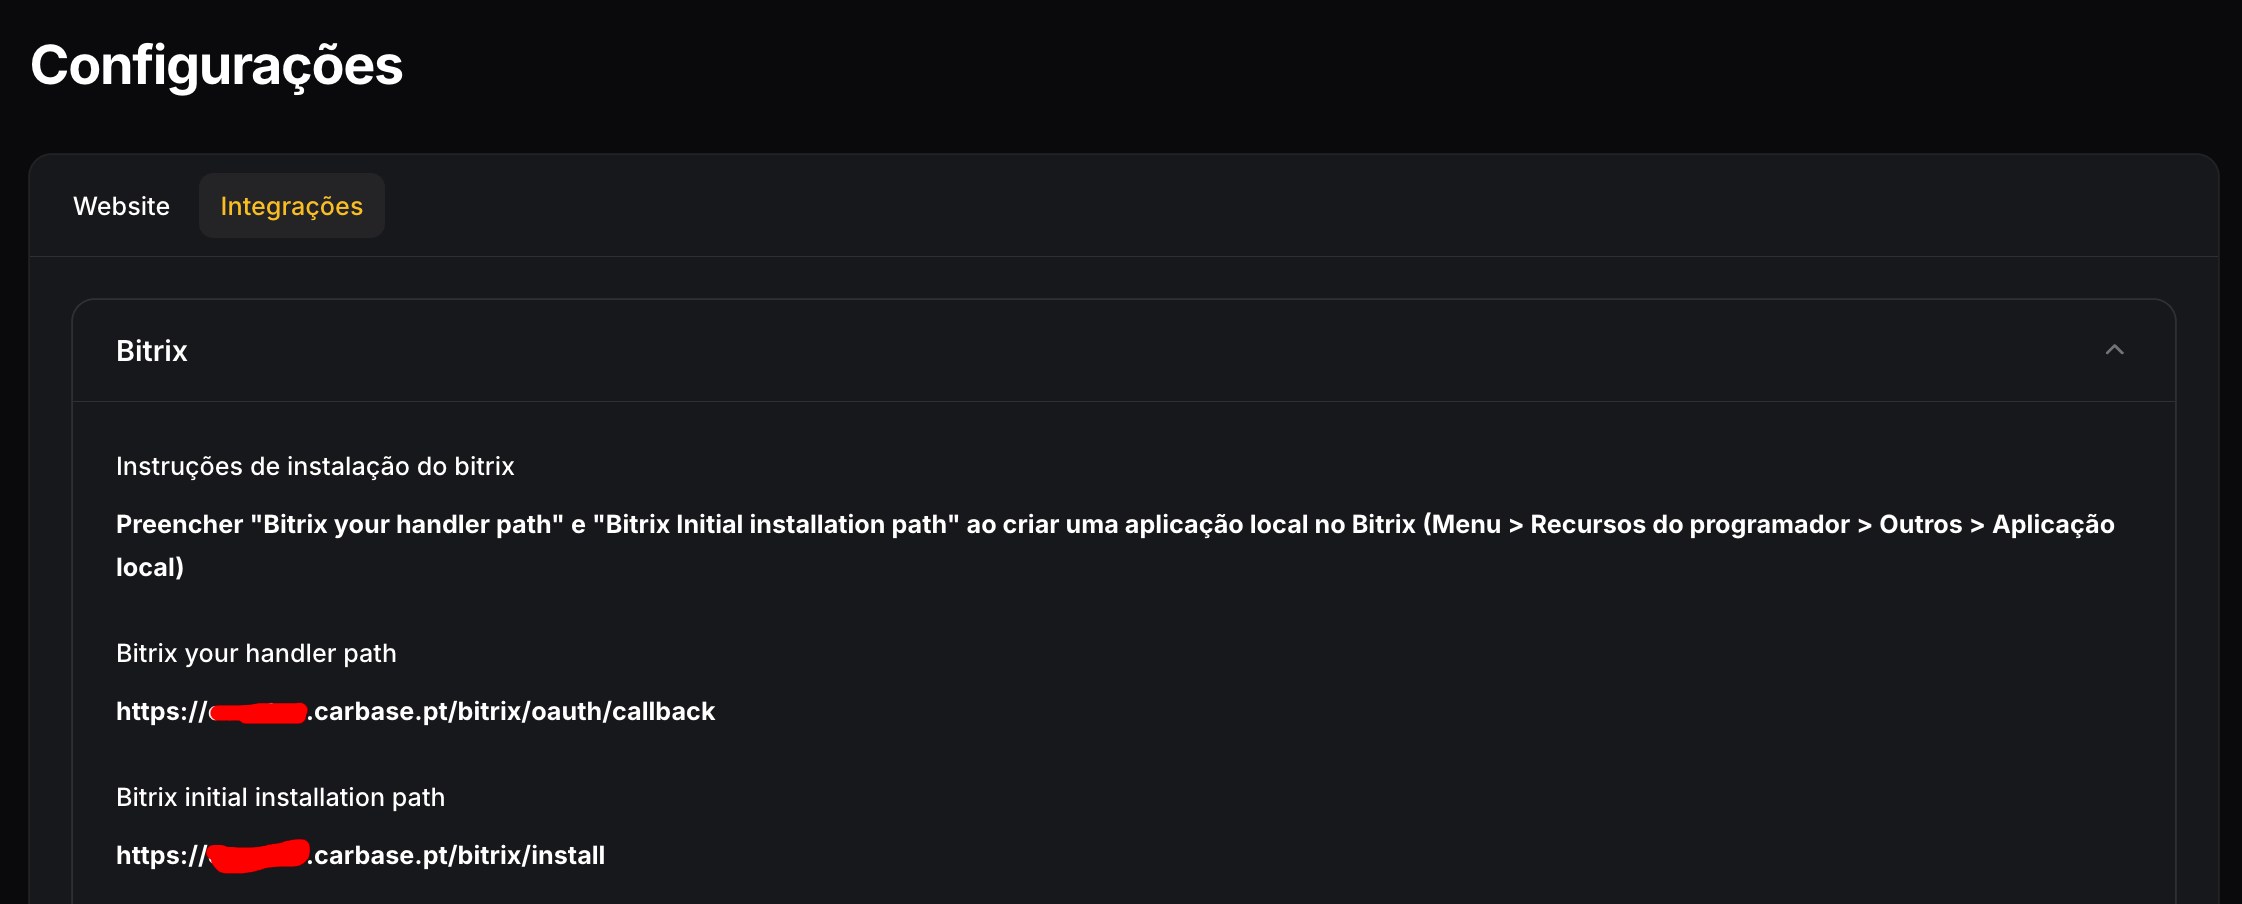 Configurações
Website
Integrações
Bitrix
Instruções de instalação do bitrix
Preencher "Bitrix your handler path" e "Bitrix Initial installation path" ao criar uma aplicação local no Bitrix (Menu > Recursos do programador > Outros > Aplicação
local)
Bitrix your handler path
https://.carbase.pt/bitrix/oauth/callback
Bitrix initial installation path
https://.carbase.pt/bitrix/install